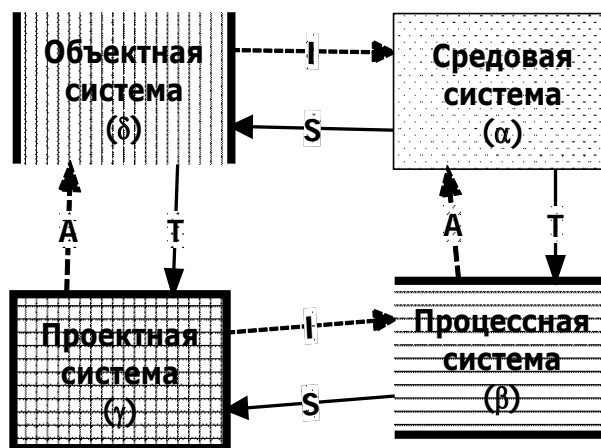 Объектная
система
(δ)
I
Средовая
система
(α)
S
A
T
A
T
Проектная
система
(γ)
I
Процессная
система
(β)
S